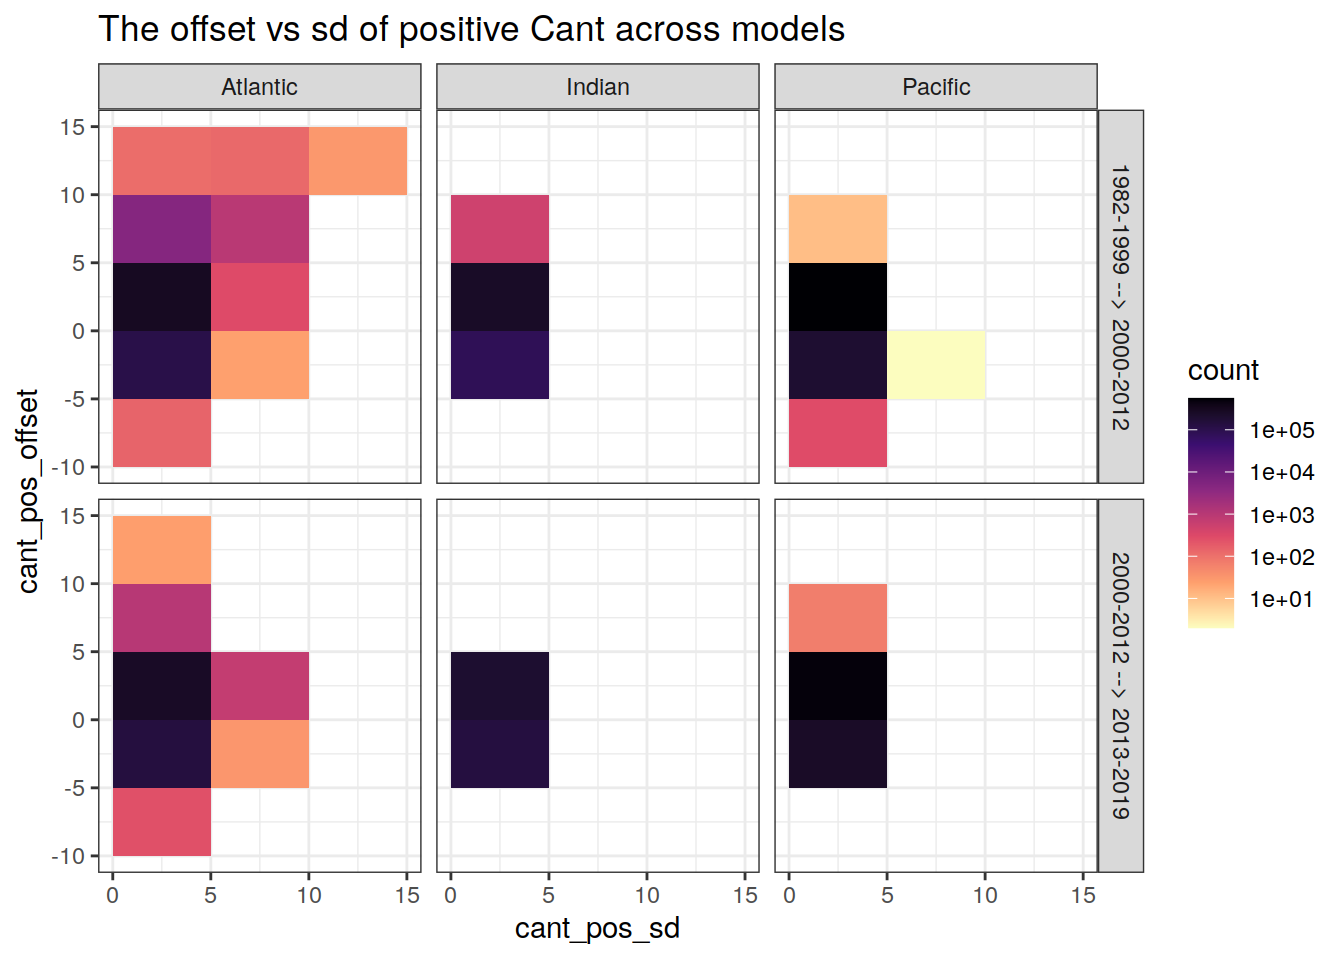 The offset vs sd of positive Cant across models
Atlantic
Indian
Pacific
15
10
5
0
-5
-10
1982-1999 --> 2000-2012
15
10
5
0
-5
-10
2000-2012 --> 2013-2019
0 5 10 15
0 5 10 15
0 5 10 15
cant_pos_sd
cant_pos_offset
count
1e+05
1e+04
1e+03
1e+02
1e+01